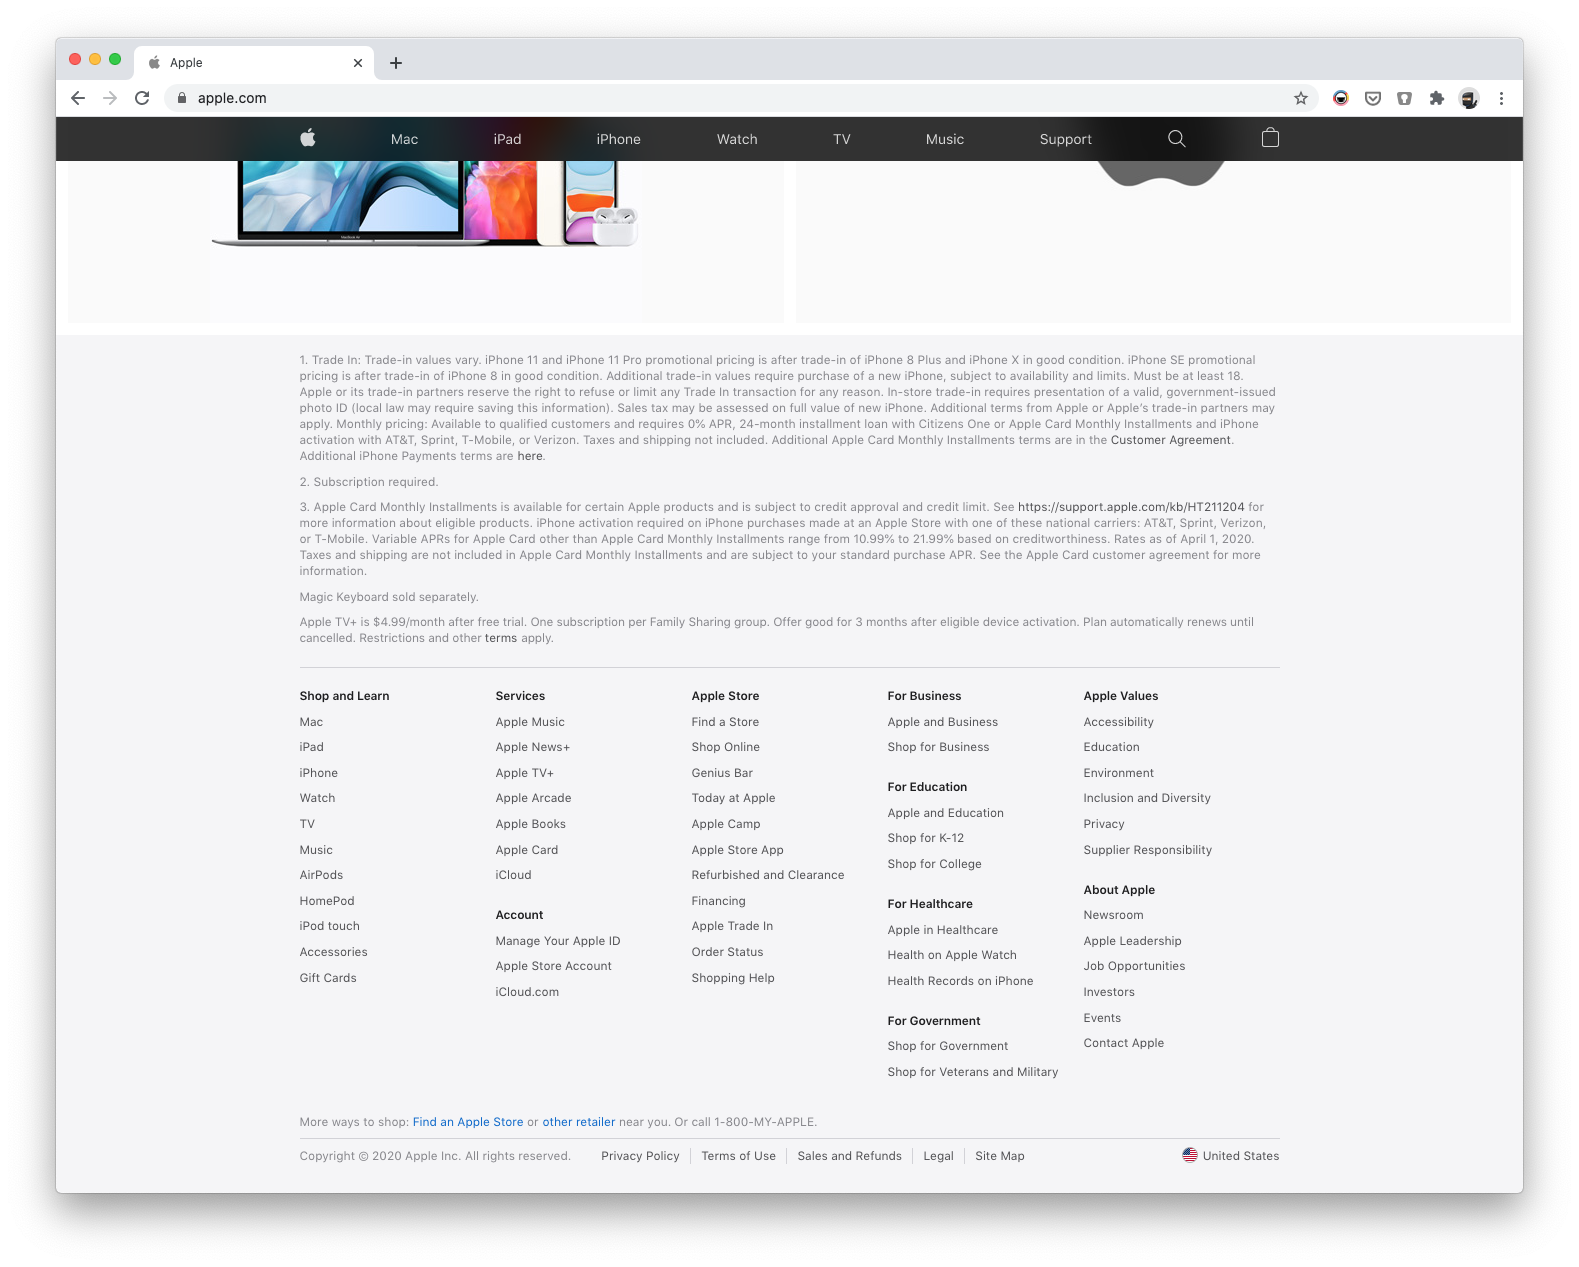 Apple
apple.com
Mac
iPad
iPhone
Watch
TV
Music
Support
MacBook Air
1. Trade In: Trade-in values vary. iPhone 11 and iPhone 11 Pro promotional pricing is after trade-in of iPhone 8 Plus and iPhone X in good condition. iPhone SE promotional
pricing is after trade-in of iPhone 8 in good condition. Additional trade-in values require purchase of a new iPhone, subject to availability and limits. Must be at least 18.
Apple or its trade-in partners reserve the right to refuse or limit any Trade In transaction for any reason. In-store trade-in requires presentation of a valid, government-issued
photo ID (local law may require saving this information). Sales tax may be assessed on full value of new iPhone. Additional terms from Apple or Apple's trade-in partners may
apply. Monthly pricing: Available to qualified customers and requires 0% APR, 24-month installment loan with Citizens One or Apple Card Monthly Installments and iPhone
activation with AT&T, Sprint, T-Mobile, or Verizon. Taxes and shipping not included. Additional Apple Card Monthly Installments terms are in the Customer Agreement.
Additional iPhone Payments terms are here.
2. Subscription required.
3. Apple Card Monthly Installments is available for certain Apple products and is subject to credit approval and credit limit. See https://support.apple.com/kb/HT211204 for
more information about eligible products. iPhone activation required on iPhone purchases made at an Apple Store with one of these national carriers: AT&T, Sprint, Verizon,
or T-Mobile. Variable APRs for Apple Card other than Apple Card Monthly Installments range from 10.99% to 21.99% based on creditworthiness. Rates as of April 1, 2020.
Taxes and shipping are not included in Apple Card Monthly Installments and are subject to your standard purchase APR. See the Apple Card customer agreement for more
information.
Magic Keyboard sold separately.
Apple TV+ is $4.99/month after free trial. One subscription per Family Sharing group. Offer good for 3 months after eligible device activation. Plan automatically renews until
cancelled. Restrictions and other terms apply.
Shop and Learn
Mac
iPad
iPhone
Watch
TV
Music
AirPods
HomePod
iPod touch
Accessories
Gift Cards
Services
Apple Music
Apple News+
Apple TV+
Apple Arcade
Apple Books
Apple Card
iCloud
Account
Manage Your Apple ID
Apple Store Account
iCloud.com
Apple Store
Find a Store
Shop Online
Genius Bar
Today at Apple
Apple Camp
Apple Store App
Refurbished and Clearance
Financing
Apple Trade In
Order Status
Shopping Help
For Business
Apple and Business
Shop for Business
For Education
Apple and Education
Shop for K-12
Shop for College
For Healthcare
Apple in Healthcare
Health on Apple Watch
Health Records on iPhone
For Government
Shop for Government
Shop for Veterans and Military
Apple Values
Accessibility
Education
Environment
Inclusion and Diversity
Privacy
Supplier Responsibility
About Apple
Newsroom
Apple Leadership
Job Opportunities
Investors
Events
Contact Apple
More ways to shop: Find an Apple Store or other retailer near you. Or call 1-800-MY-APPLE.
Copyright © 2020 Apple Inc. All rights reserved.
Privacy Policy
Terms of Use
Sales and Refunds
Legal
Site Map
United States